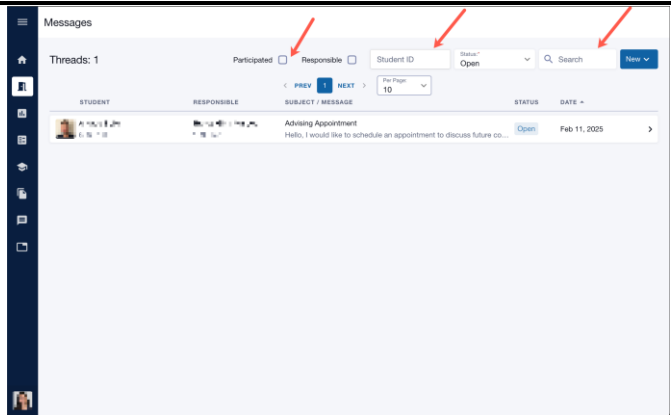 Messages
Threads: 1
Participated
Responsible
Student ID
Status:*
Open
Search
New
PREV 1 NEXT
Per Page:
10
STUDENT RESPONSIBLE SUBJECT / MESSAGE STATUS DATE
Advising Appointment
Hello, I would like to schedule an appointment to discuss future co...
Open
Feb 11, 2025